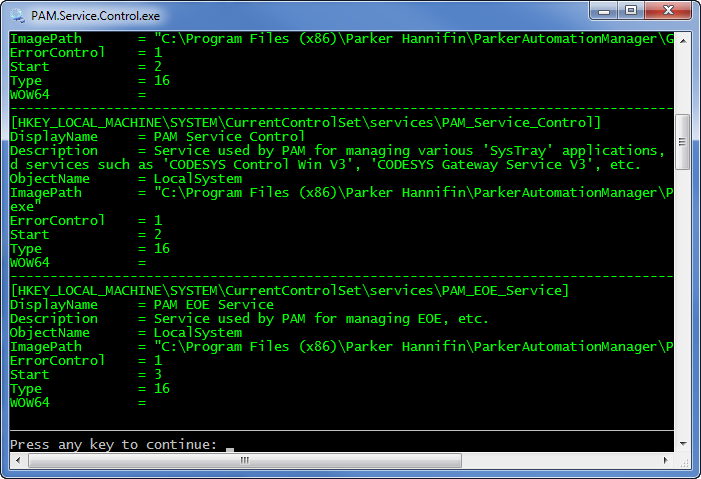 PAM.Service.Control.exe
ImagePath = "C:\Program Files (x86)\Parker Hannifin\ParkerAutomationManager\G
ErrorControl = 1
Start = 2
Type = 16
WOW64 =
--------------------------------------------------------------------------------
[HKEY_LOCAL_MACHINE\SYSTEM\CurrentControlSet\services\PAM_Service_Control]
DisplayName = PAM Service Control
Description = Service used by PAM for managing various 'SysTray' applications,
d services such as 'CODESYS Control Win V3', 'CODESYS Gateway Service V3', etc.
ObjectName = LocalSystem
ImagePath = "C:\Program Files (x86)\Parker Hannifin\ParkerAutomationManager\P
exe"
ErrorControl = 1
Start = 2
Type = 16
WOW64 =
--------------------------------------------------------------------------------
[HKEY_LOCAL_MACHINE\SYSTEM\CurrentControlSet\services\PAM_EOE_Service]
DisplayName = PAM EOE Service
Description = Service used by PAM for managing EOE, etc.
ObjectName = LocalSystem
ImagePath = "C:\Program Files (x86)\Parker Hannifin\ParkerAutomationManager\P
ErrorControl = 1
Start = 3
Type = 16
WOW64 =
Press any key to continue: _